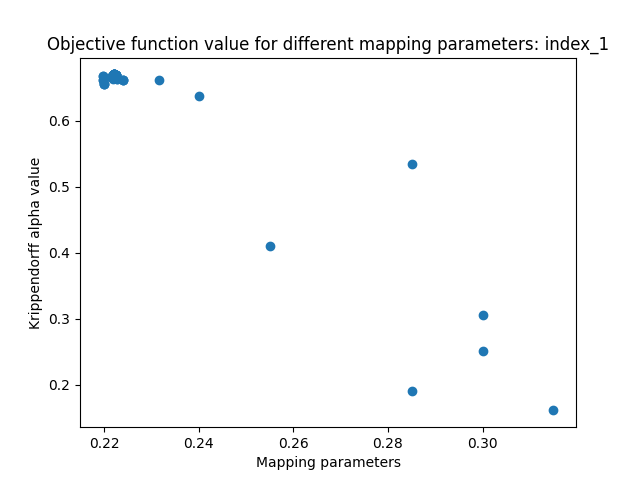 Objective function value for different mapping parameters: index_1
0.6
0.5
0.4
0.3
0.2
Krippendorff alpha value
0.22 0.24 0.26 0.28 0.30
Mapping parameters